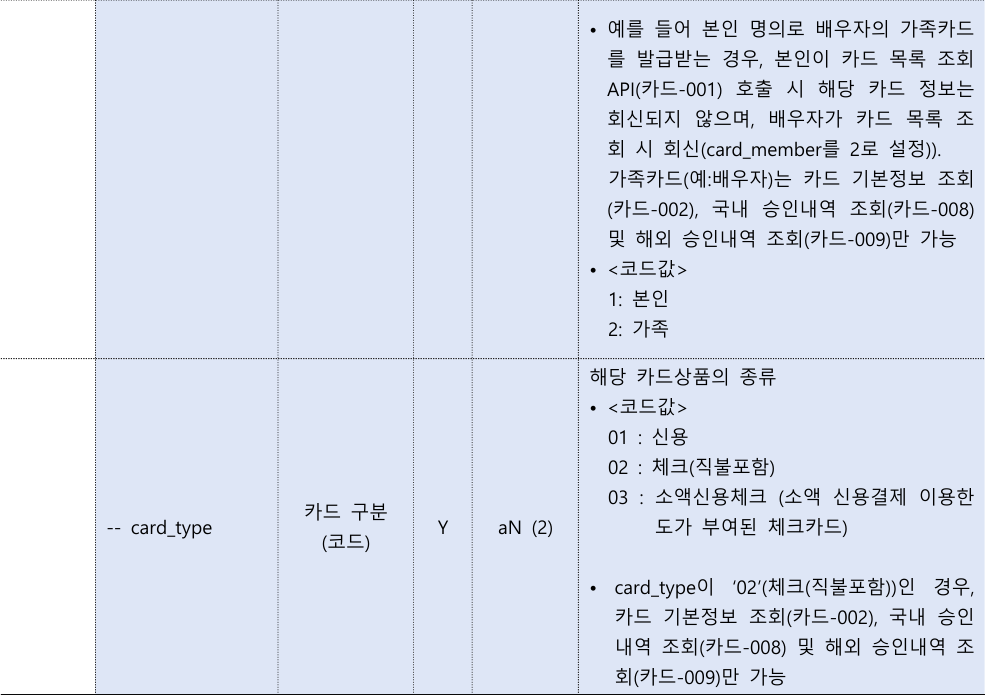 • 예를 들어 본인 명의로 배우자의 가족카드
를 발급받는 경우, 본인이 카드 목록 조회
API(카드-001) 호출 시 해당 카드 정보는
회신되지 않으며, 배우자가 카드 목록 조
회 시 회신(card_member를 2로 설정)).
가족카드(예:배우자)는 카드 기본정보 조회
(카드-002), 국내 승인내역 조회(카드-008)
및 해외 승인내역 조회(카드-009)만 가능
• <코드값>
1: 본인
2: 가족
-- card_type
카드 구분
(코드)
Y
aN (2)
해당 카드상품의 종류
• <코드값>
01 : 신용
02 : 체크(직불포함)
03 : 소액신용체크 (소액 신용결제 이용한
도가 부여된 체크카드)
• card_type이 '02'(체크(직불포함))인 경우,
카드 기본정보 조회(카드-002), 국내 승인
내역 조회(카드-008) 및 해외 승인내역 조
회(카드-009)만 가능